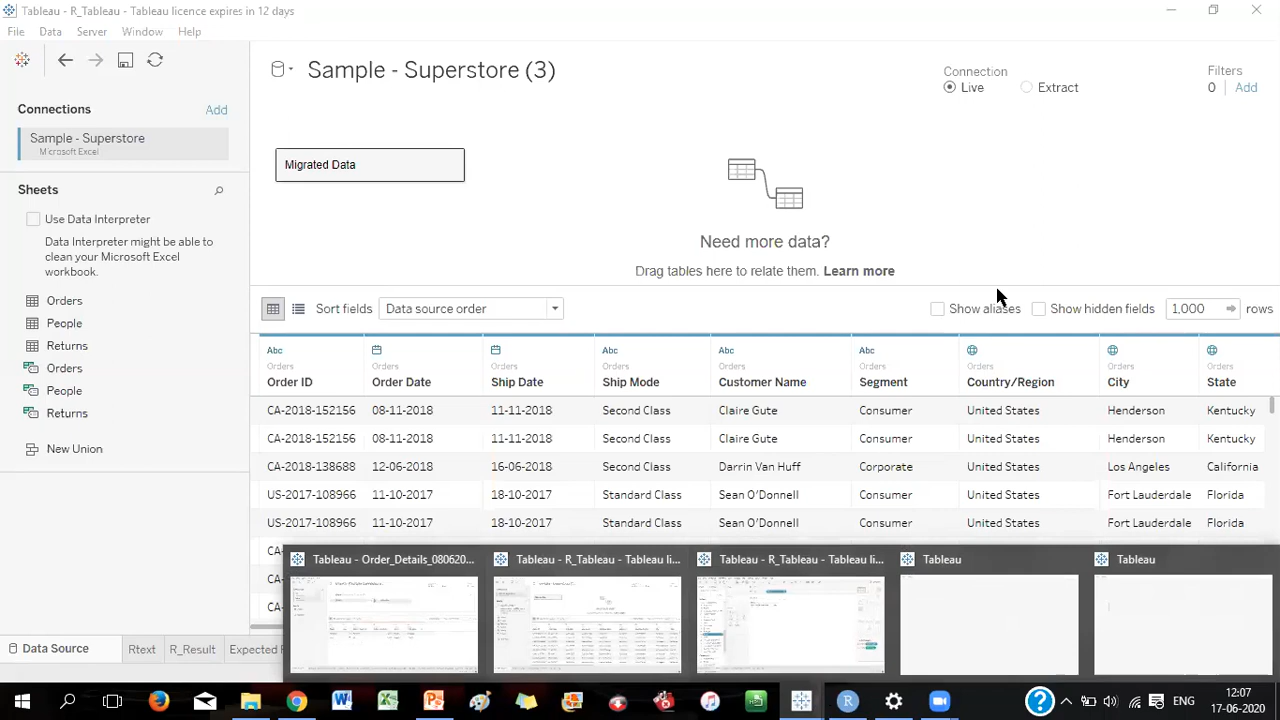 Tableau - R_Tableau - Tableau licence expires in 12 days
File Data Server Window Help
Sample - Superstore (3)
Connection
Live Extract
Filters
0 Add
Connections Add
Sample - Superstore
Microsoft Excel
Migrated Data
Sheets
Use Data Interpreter
Data Interpreter might be able to
clean your Microsoft Excel
workbook.
Orders
People
Returns
Orders
People
Returns
New Union
Need more data?
Drag tables here to relate them. Learn more
Sort fields Data source order Show aliases Show hidden fields 1,000 rows
Abc Abc Abc Abc
Orders Orders Orders Orders Orders Orders Orders Orders Orders
Order ID Order Date Ship Date Ship Mode Customer Name Segment Country/Region City State
CA-2018-152156 08-11-2018 11-11-2018 Second Class Claire Gute Consumer United States Henderson Kentucky
CA-2018-152156 08-11-2018 11-11-2018 Second Class Claire Gute Consumer United States Henderson Kentucky
CA-2018-138688 12-06-2018 16-06-2018 Second Class Darrin Van Huff Corporate United States Los Angeles California
US-2017-108966 11-10-2017 18-10-2017 Standard Class Sean O'Donnell Consumer United States Fort Lauderdale Florida
US-2017-108966 11-10-2017 18-10-2017 Standard Class Sean O'Donnell Consumer United States Fort Lauderdale Florida
CA-
CA-
CA-
Tableau - Order_Details_080620... Tableau - R_Tableau - Tableau li... Tableau - R_Tableau - Tableau li... Tableau Tableau
Data Source Rtext R_Result Expected
ENG
12:07
17-06-2020